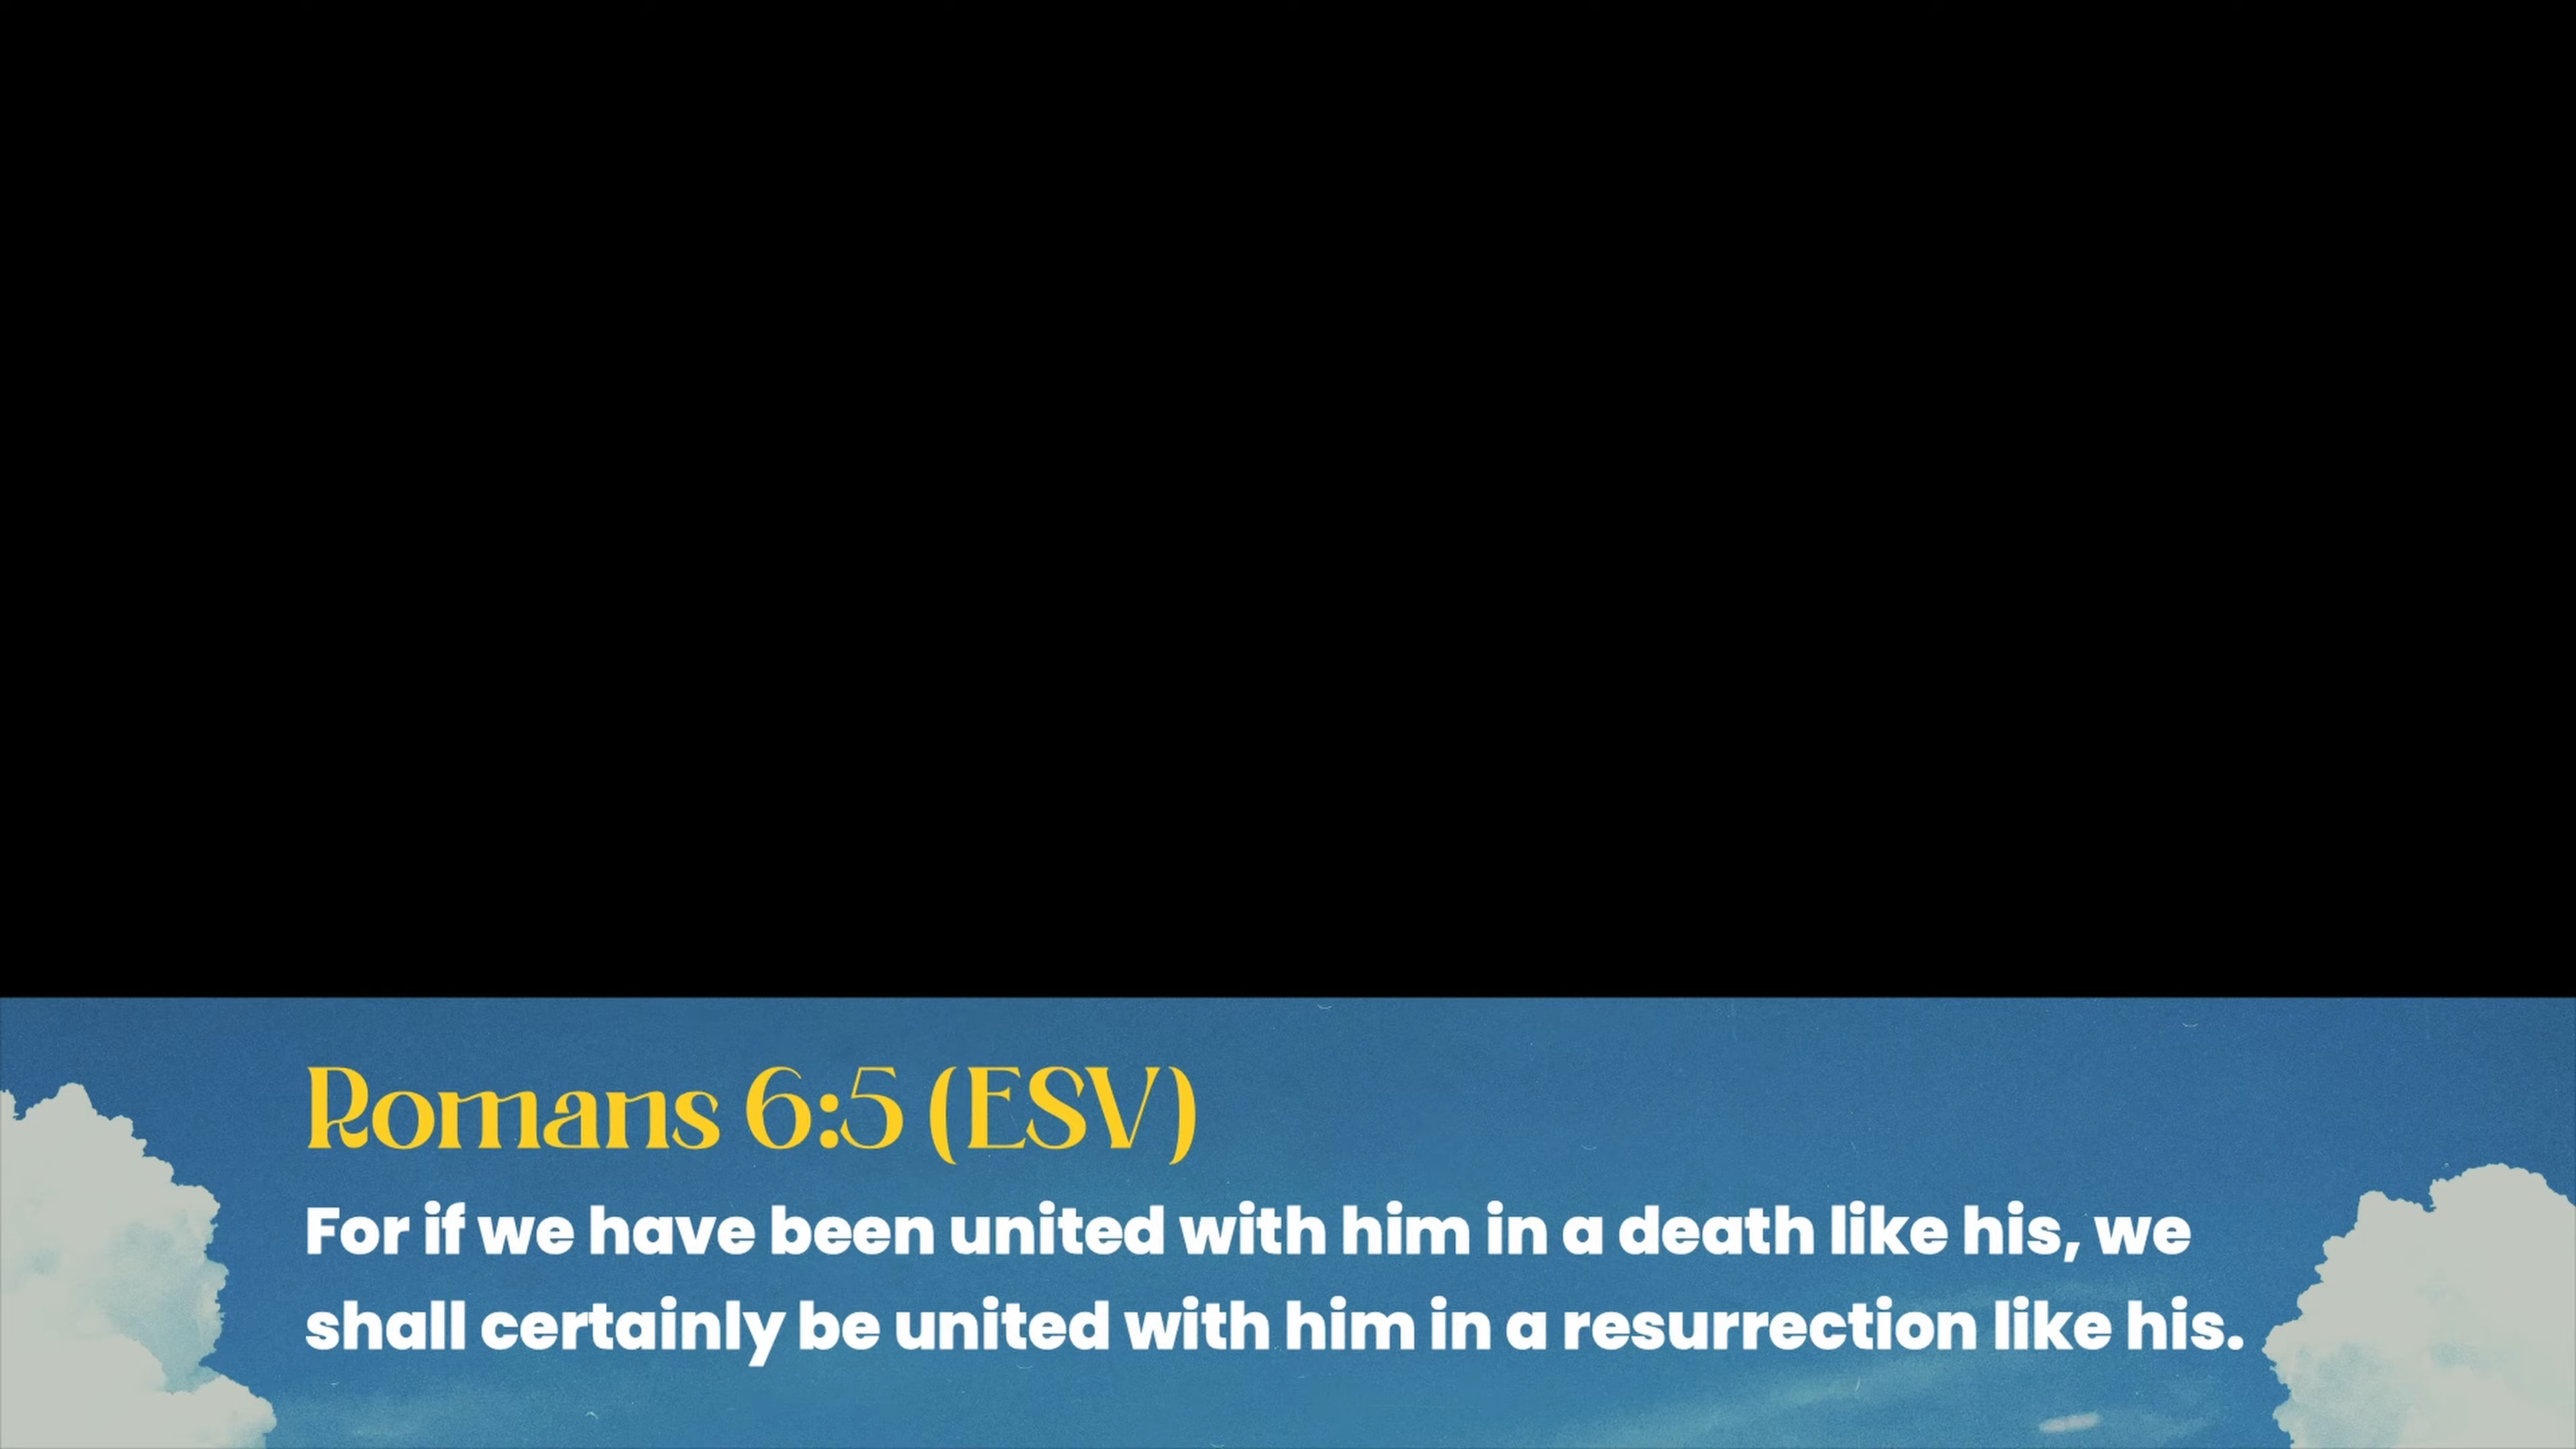 Romans 6:5 (ESV)
For if we have been united with him in a death like his, we
shall certainly be united with him in a resurrection like his.